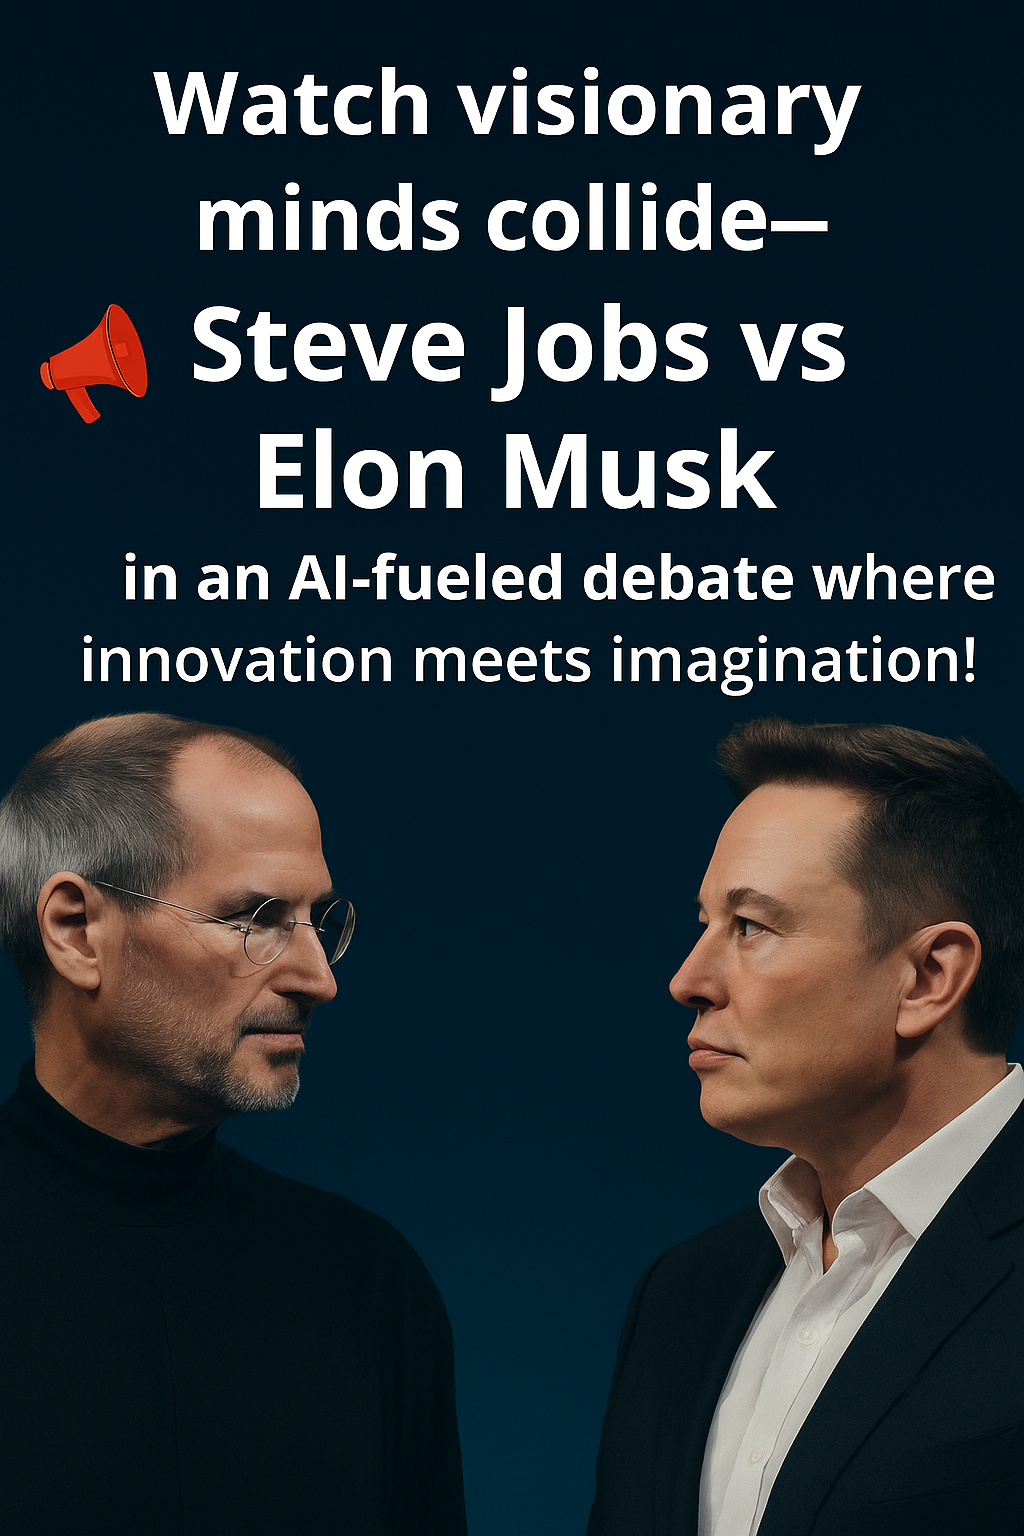 Watch visionary
minds collide—
Steve Jobs vs
Elon Musk
in an AI-fueled debate where
innovation meets imagination!